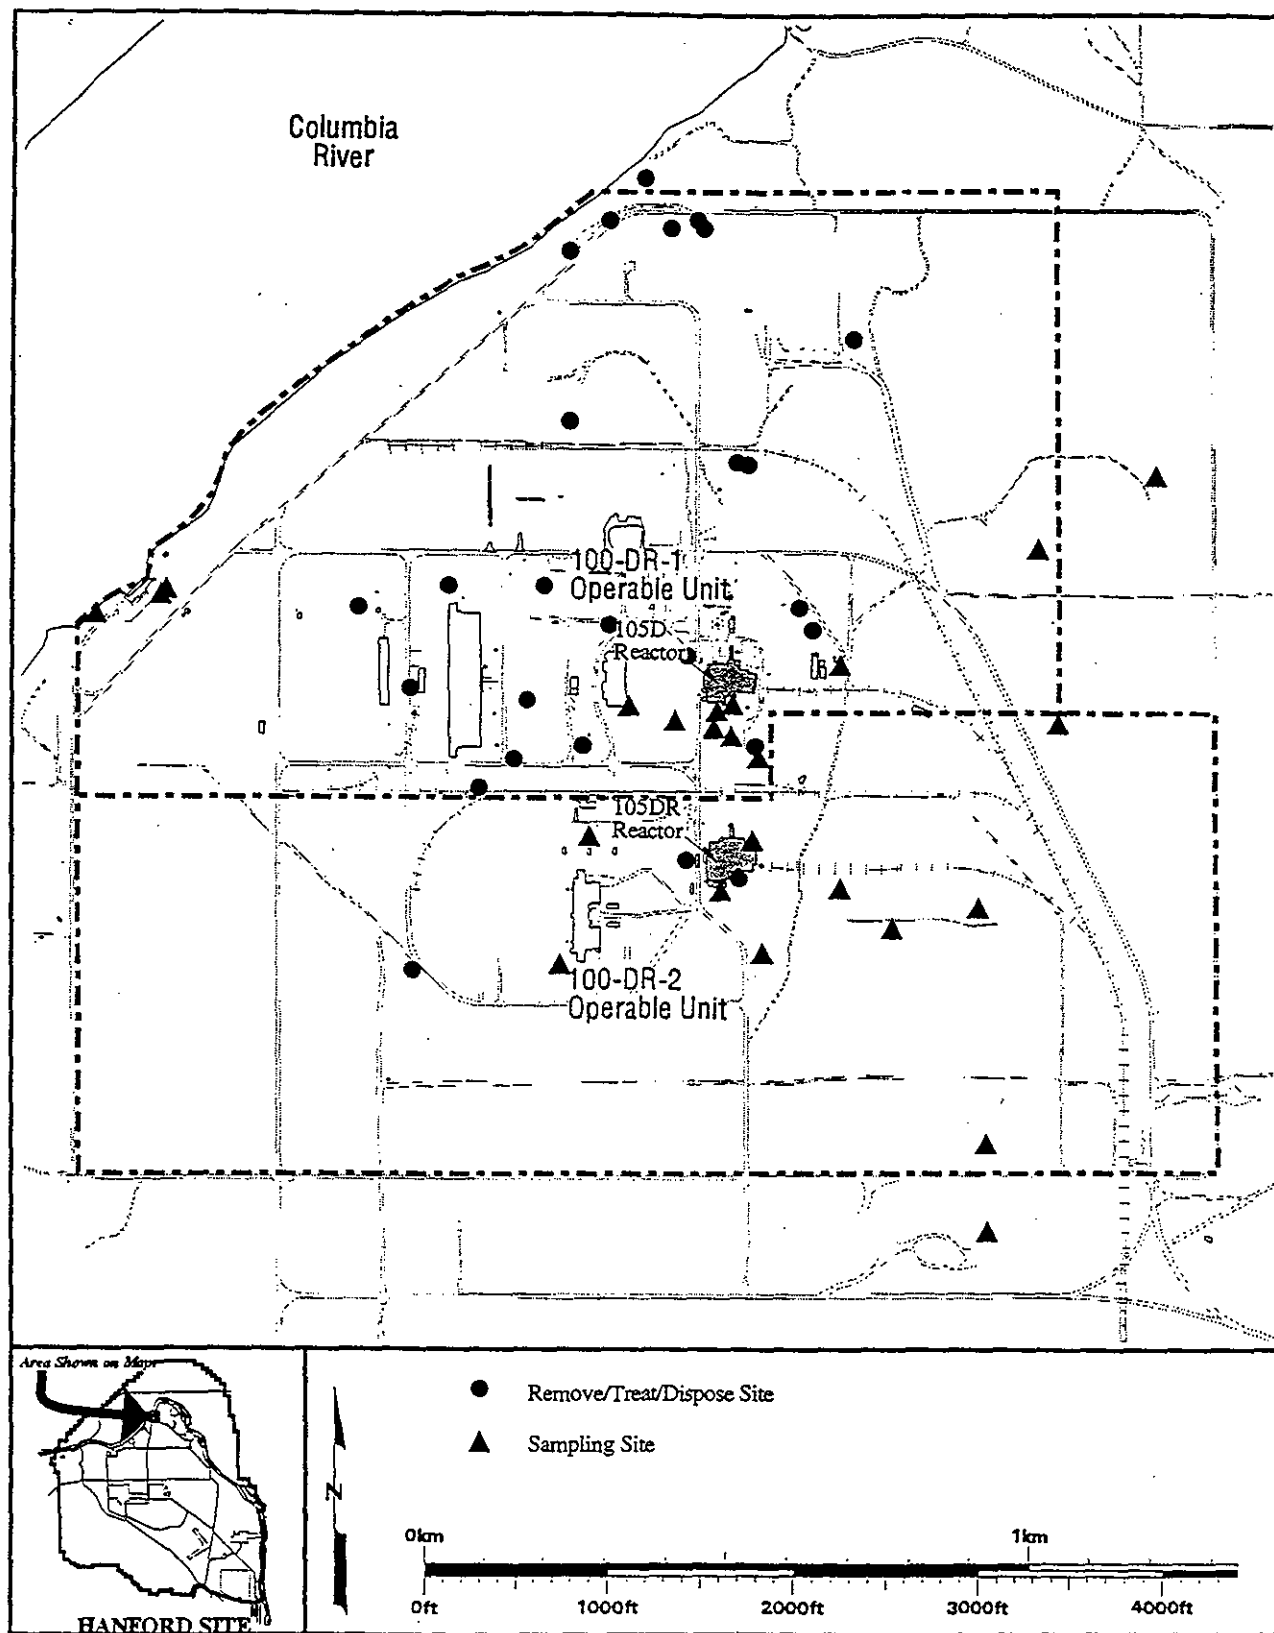 Columbia
River
100-DR-1
Operable Unit
105D
Reactor
105DR
Reactor
100-DR-2
Operable Unit
Area Shown on Map
HANFORD SITE
N
Remove/Treat/Dispose Site
Sampling Site
0km
1km
0ft
1000ft
2000ft
3000ft
4000ft